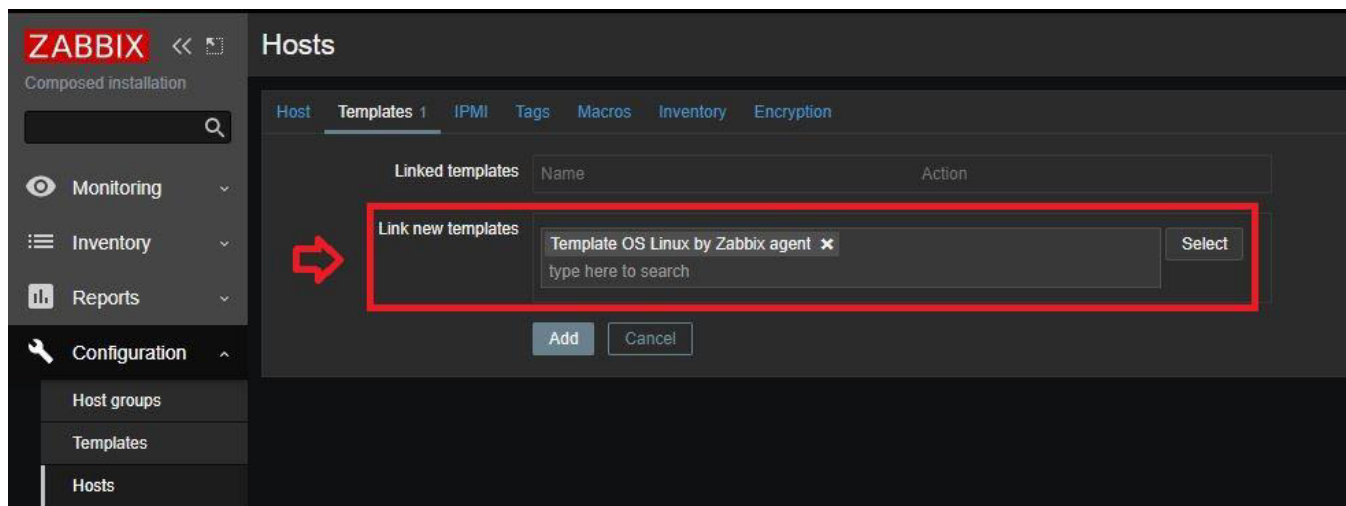 ZABBIX
Composed installation
Monitoring
Inventory
Reports
Configuration
Host groups
Templates
Hosts
Hosts
Host Templates 1 IPMI Tags Macros Inventory Encryption
Linked templates Name Action
Link new templates
Template OS Linux by Zabbix agent Select
type here to search
Add Cancel